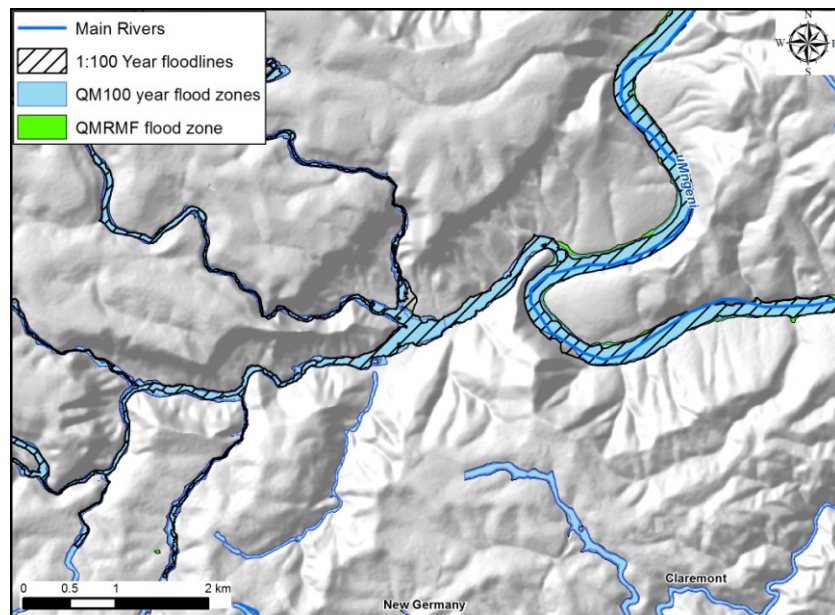 Main Rivers
1:100 Year floodlines
QM100 year flood zones
QMRMF flood zone
N
W E
S
uMngeni
0 0.5 1 2 km
New Germany
Claremont